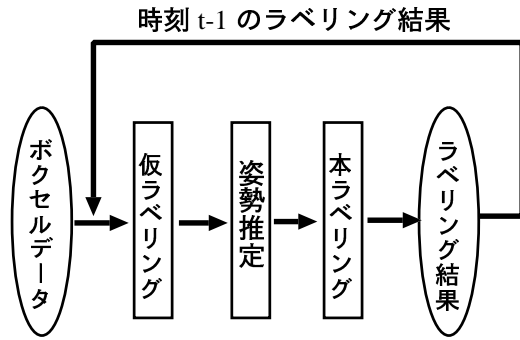 時刻 t-1 のラベリング結果
ボクセルデータ
仮ラベリング
姿勢推定
本ラベリング
ラベリング結果